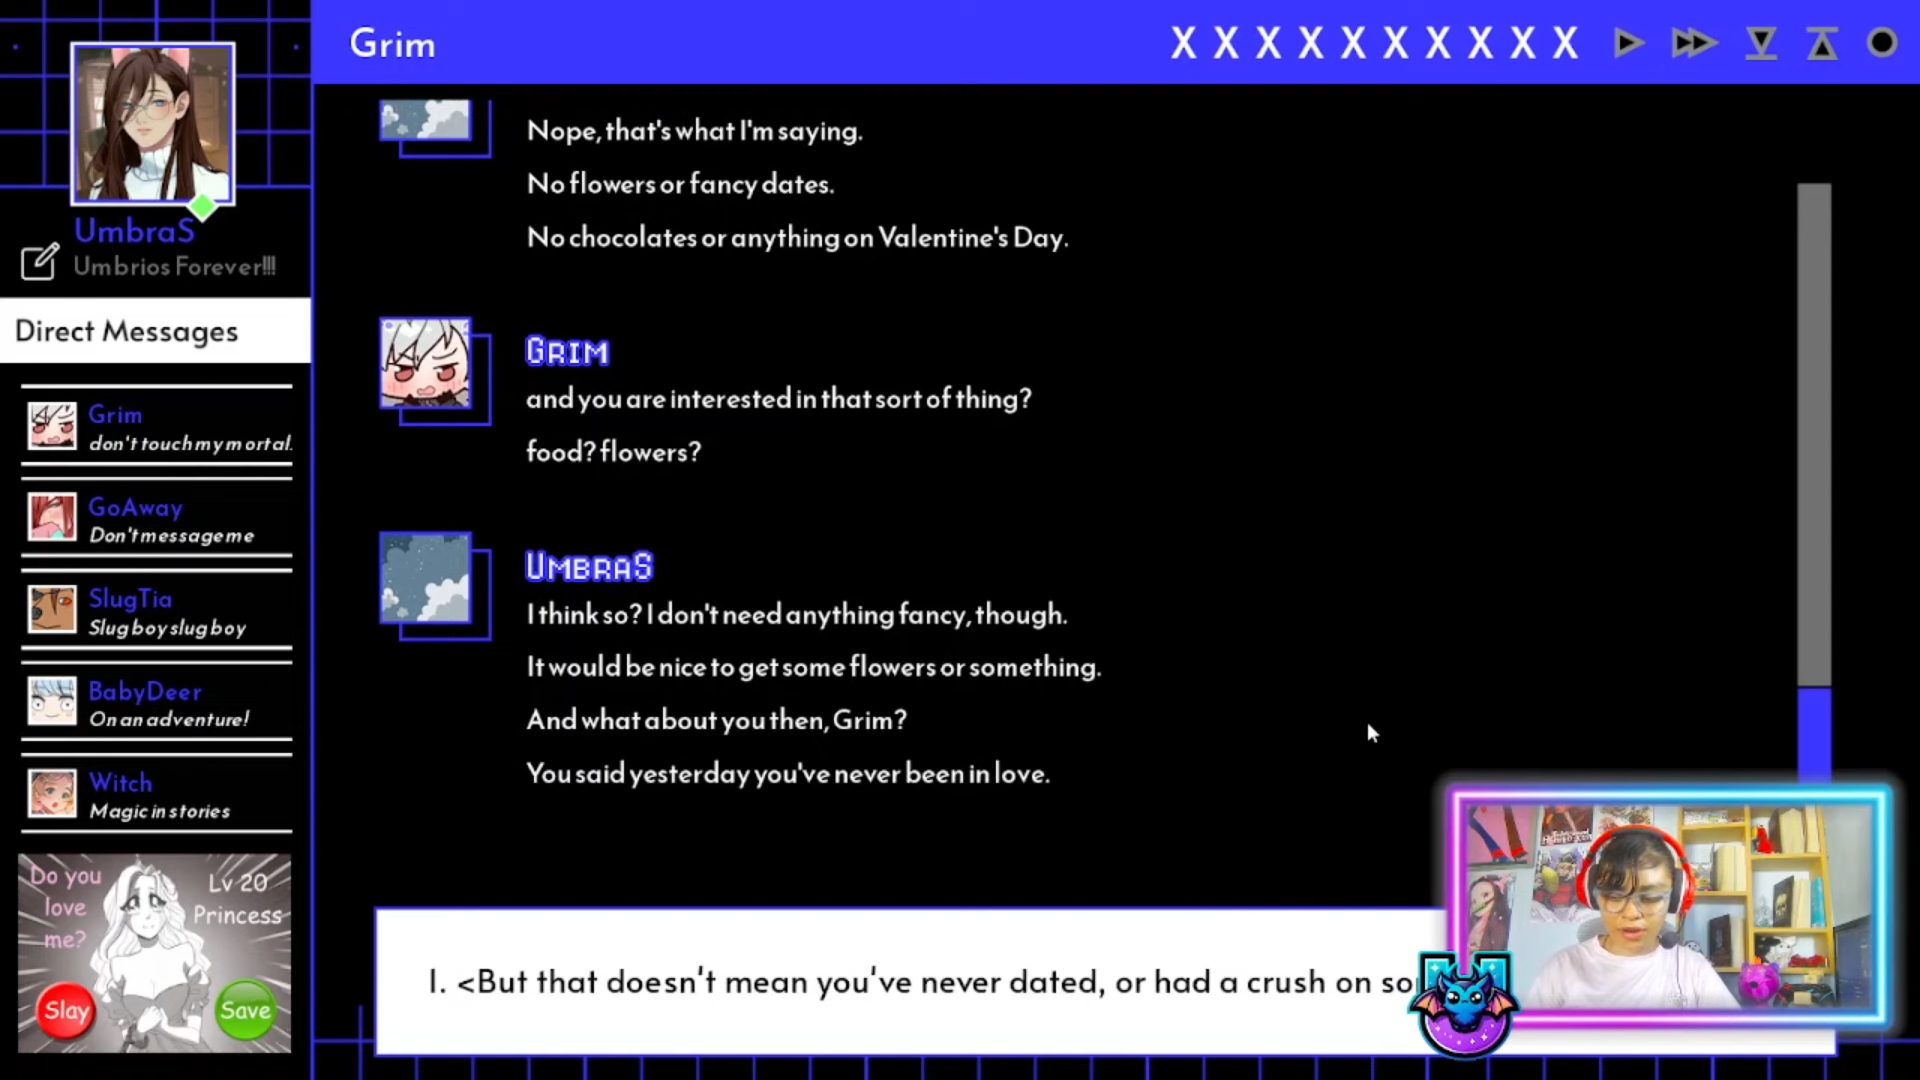 Grim
X X X X X X X X X X
UmbraS
Umbrios Forever!!!
Direct Messages
Grim
don't touch my mortal.
GoAway
Don't message me
SlugTia
Slug boy slug boy
BabyDeer
On an adventure!
Witch
Magic in stories
Do you
love
me?
Lv 20
Princess
Slay
Save
Nope, that's what I'm saying.
No flowers or fancy dates.
No chocolates or anything on Valentine's Day.
Grim
and you are interested in that sort of thing?
food? flowers?
UmbraS
I think so? I don't need anything fancy, though.
It would be nice to get some flowers or something.
And what about you then, Grim?
You said yesterday you've never been in love.
1. <But that doesn't mean you've never dated, or had a crush on so